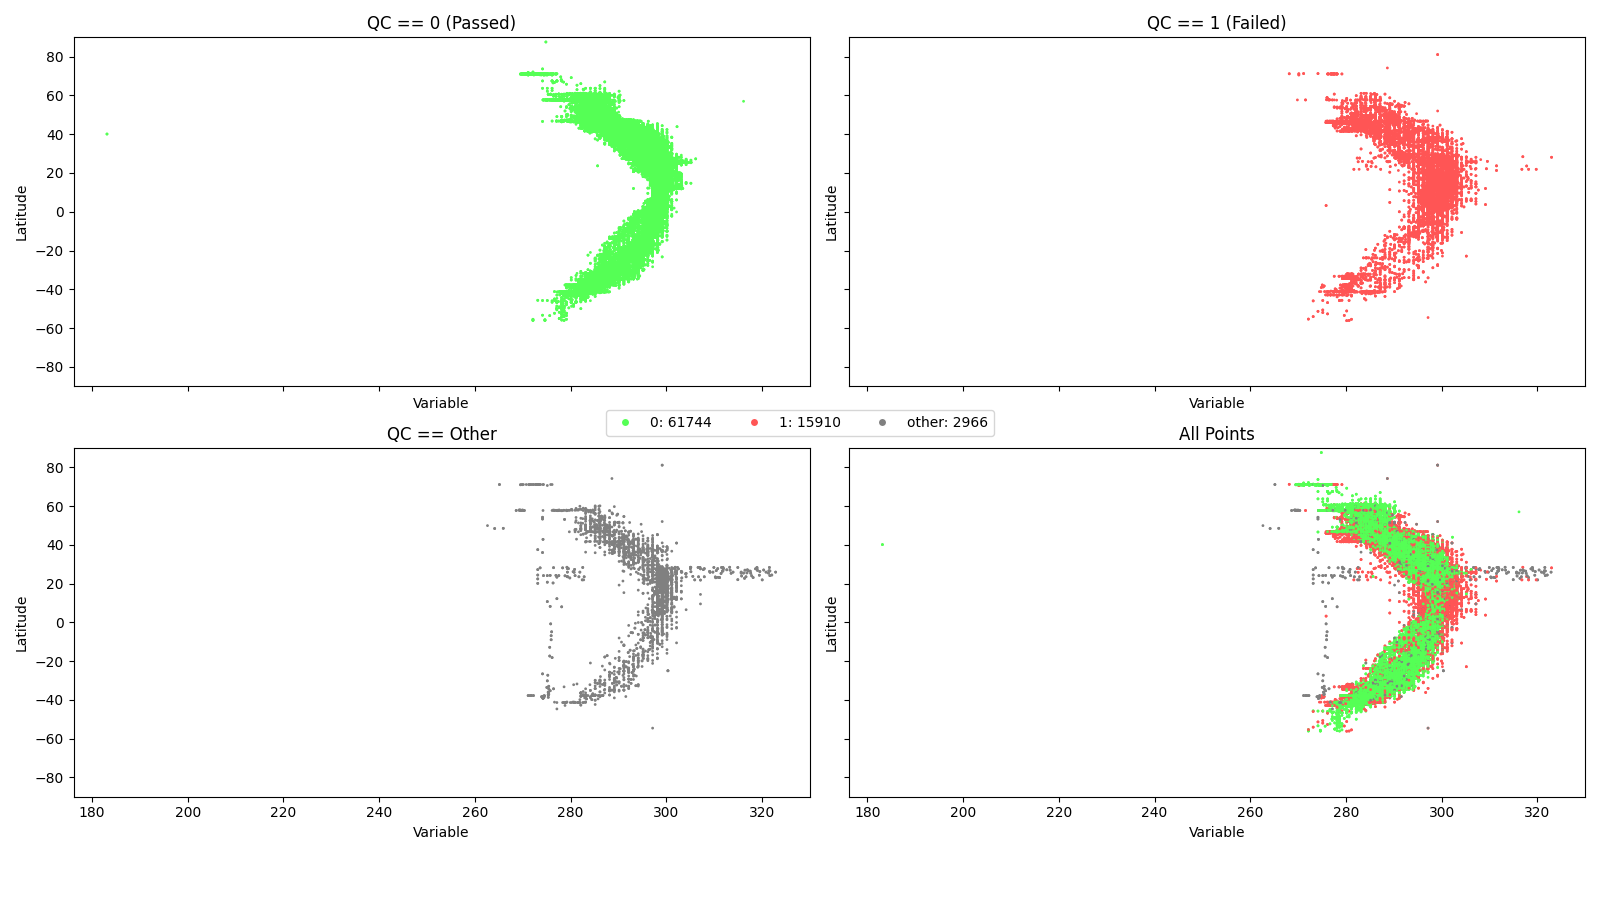 QC == 0 (Passed)
QC == 1 (Failed)
80
60
40
20
0
−20
−40
−60
−80
Latitude
Latitude
Variable
Variable
0: 61744
1: 15910
other: 2966
QC == Other
All Points
80
60
40
20
0
−20
−40
−60
−80
Latitude
Latitude
180 200 220 240 260 280 300 320
180 200 220 240 260 280 300 320
Variable
Variable